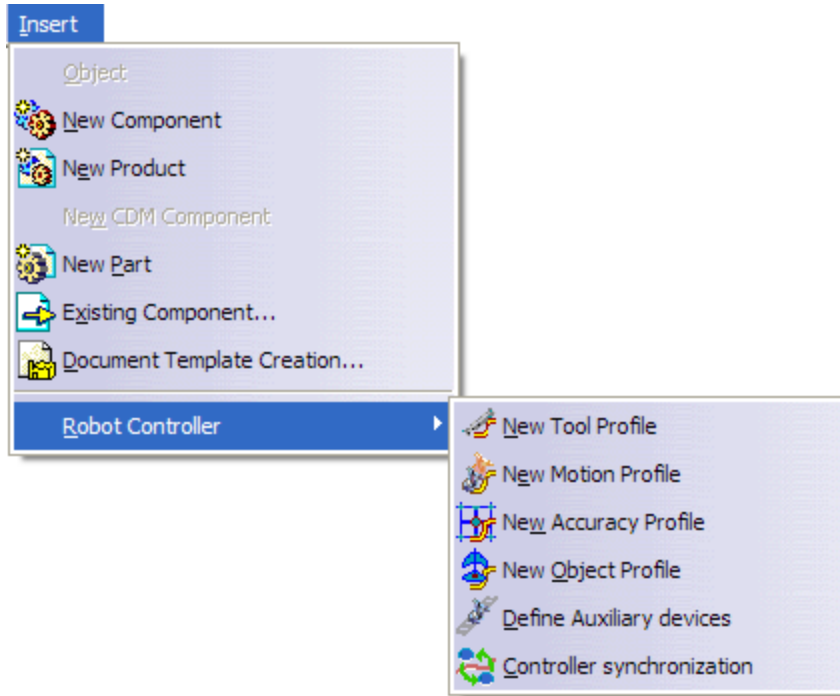 Insert
Object
New Component
New Product
New CDM Component
New Part
Existing Component...
Document Template Creation...
Robot Controller
New Tool Profile
New Motion Profile
New Accuracy Profile
New Object Profile
Define Auxiliary devices
Controller synchronization